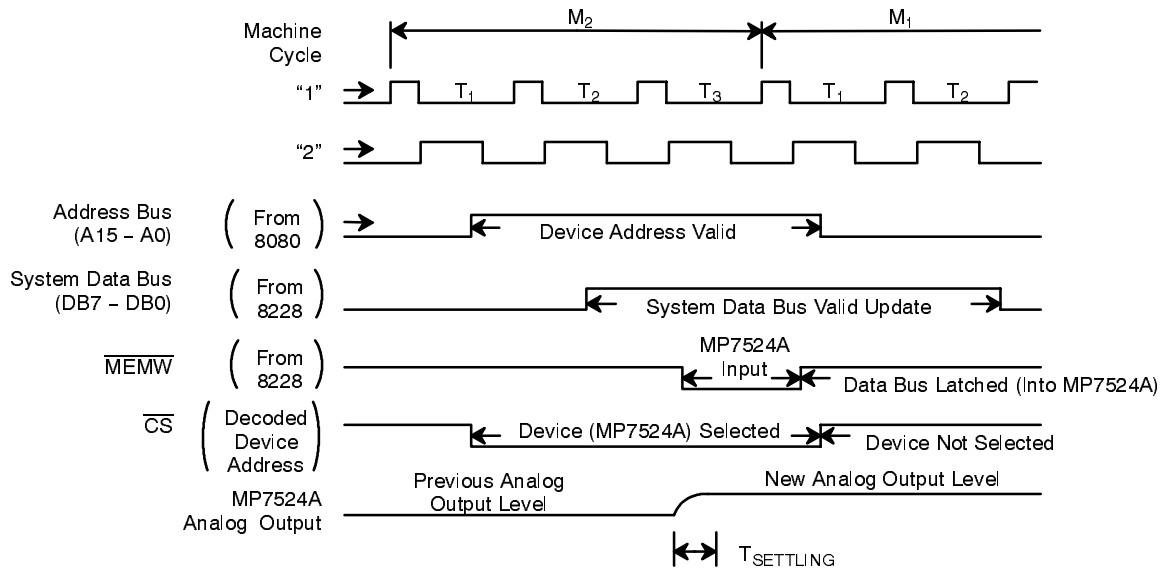 Machine
Cycle
M2
M1
"1"
T1
T2
T3
T1
T2
"2"
Address Bus
(A15 – A0)
From
8080
Device Address Valid
System Data Bus
(DB7 – DB0)
From
8228
System Data Bus Valid Update
MEMW
From
8228
MP7524A
Input
Data Bus Latched (Into MP7524A)
CS
Decoded
Device
Address
Device (MP7524A) Selected
Device Not Selected
MP7524A
Analog Output
Previous Analog
Output Level
New Analog Output Level
TSETTLING